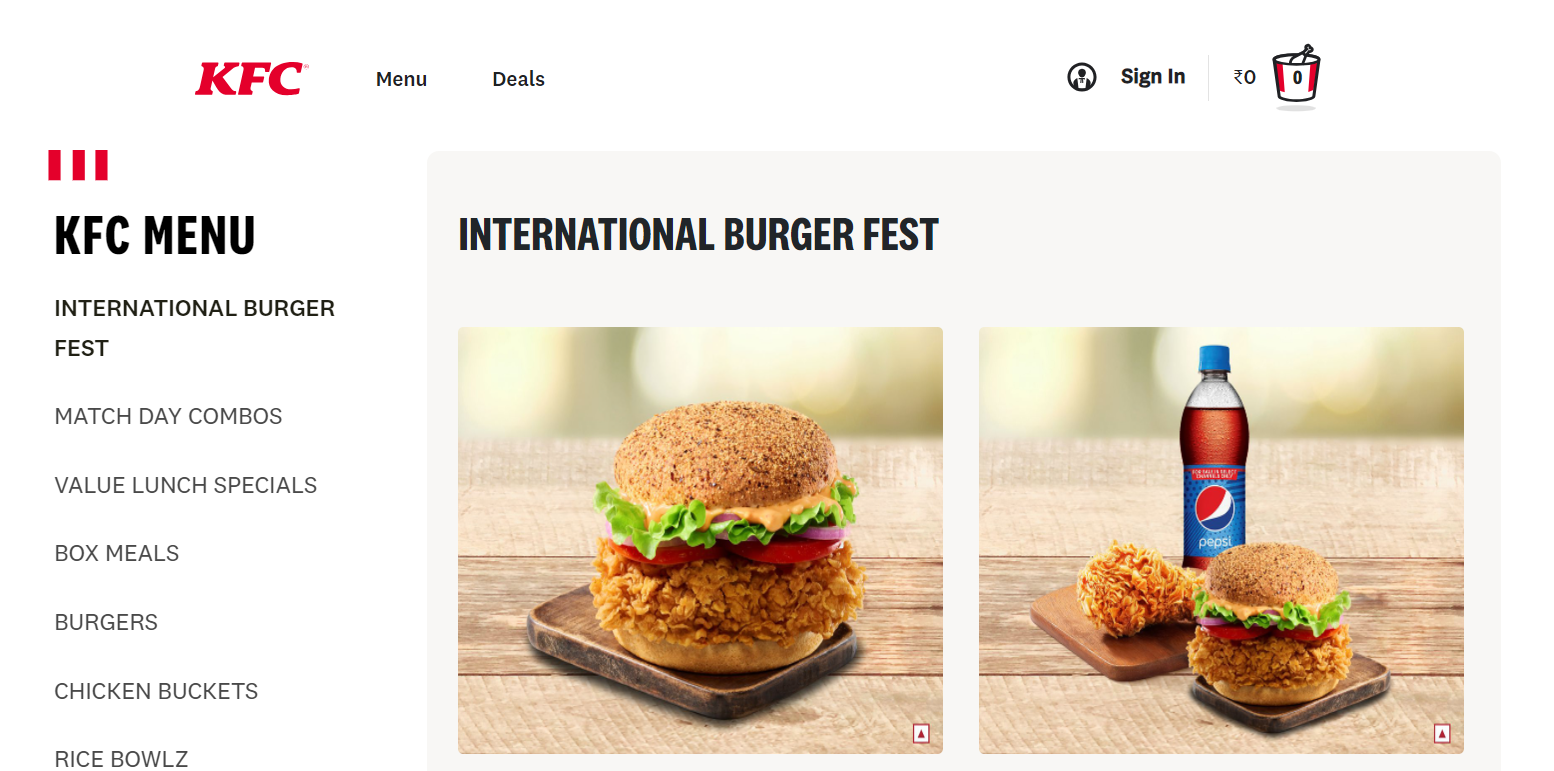 KFC
Menu
Deals
Sign In
₹0
0
KFC MENU
INTERNATIONAL BURGER
FEST
MATCH DAY COMBOS
VALUE LUNCH SPECIALS
BOX MEALS
BURGERS
CHICKEN BUCKETS
RICE BOWLZ
INTERNATIONAL BURGER FEST
pepsi